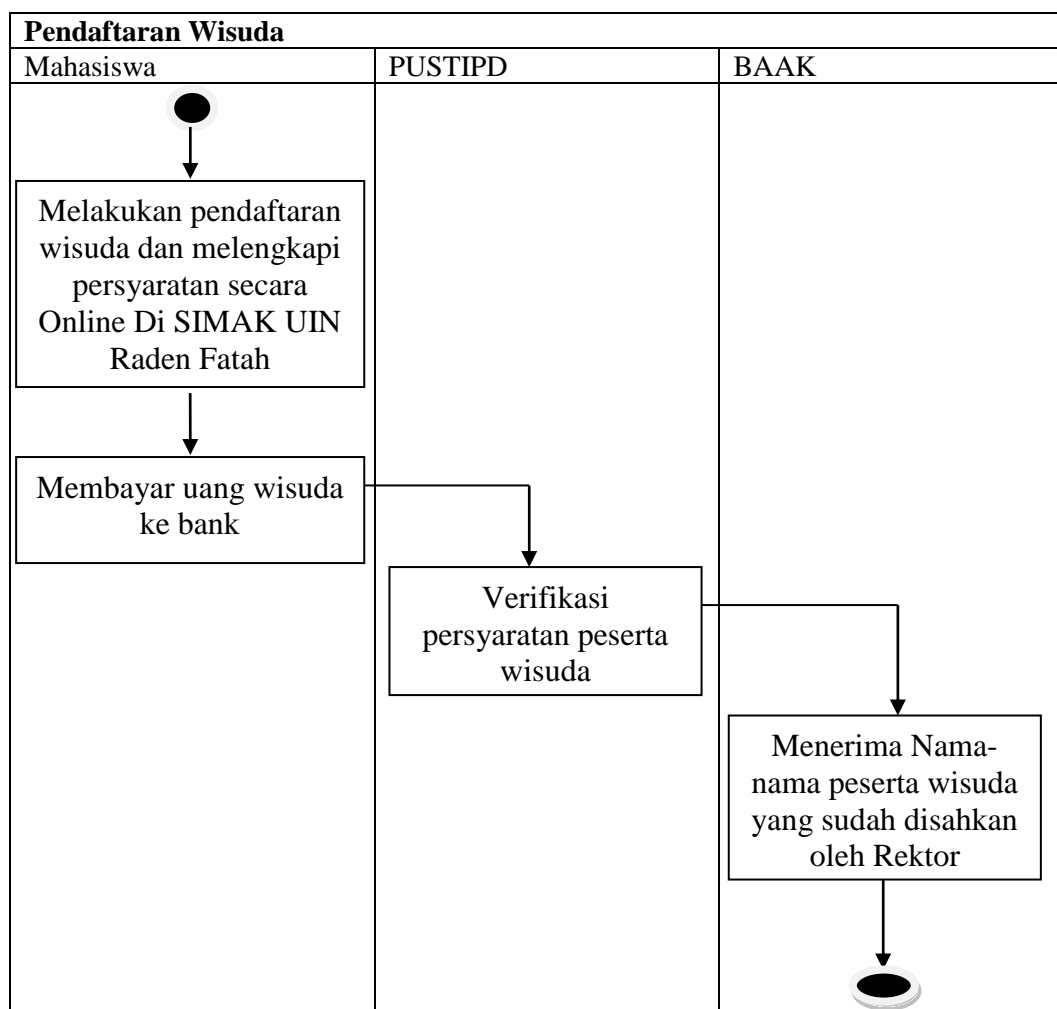 Pendaftaran Wisuda
Mahasiswa
PUSTIPD
BAAK
Melakukan pendaftaran
wisuda dan melengkapi
persyaratan secara
Online Di SIMAK UIN
Raden Fatah
Membayar uang wisuda
ke bank
Verifikasi
persyaratan peserta
wisuda
Menerima Nama-
nama peserta wisuda
yang sudah disahkan
oleh Rektor